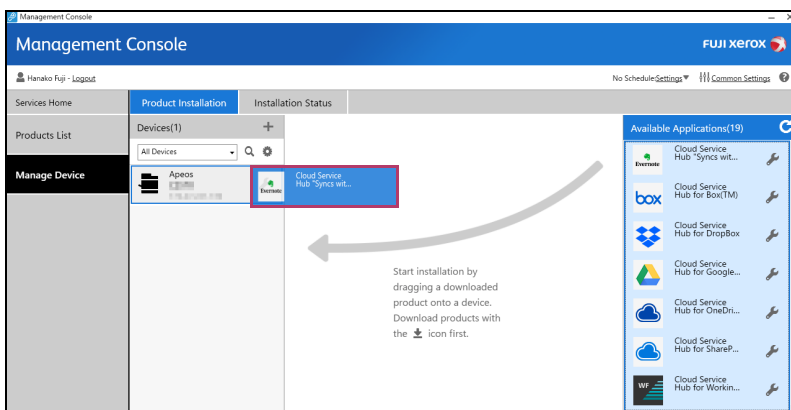 Management Console
Management Console
FUJI XEROX
Hanako Fuji - Logout
No Schedule:Settings▼ Common Settings ?
Services Home
Product Installation
Installation Status
Products List
Manage Device
Devices(1) +
All Devices
Apeos
Evernote
Cloud Service
Hub "Syncs wit...
Start installation by
dragging a downloaded
product onto a device.
Download products with
the icon first.
Available Applications(19)
Evernote
Cloud Service
Hub "Syncs wit...
box
Cloud Service
Hub for Box(TM)
Cloud Service
Hub for DropBox
Cloud Service
Hub for Google...
Cloud Service
Hub for OneDri...
Cloud Service
Hub for ShareP...
WF
Cloud Service
Hub for Workin...